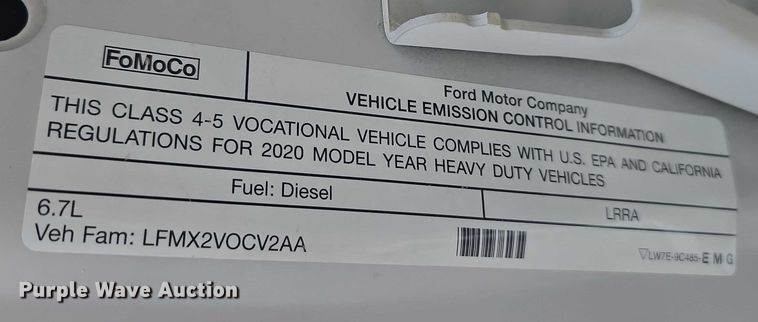 FoMoCo
Ford Motor Company
VEHICLE EMISSION CONTROL INFORMATION
THIS CLASS 4-5 VOCATIONAL VEHICLE COMPLIES WITH U.S. EPA AND CALIFORNIA
REGULATIONS FOR 2020 MODEL YEAR HEAVY DUTY VEHICLES
Fuel: Diesel
LRRA
6.7L
Veh Fam: LFMX2VOCV2AA
LW7E-9C485-E M G
Purple Wave Auction